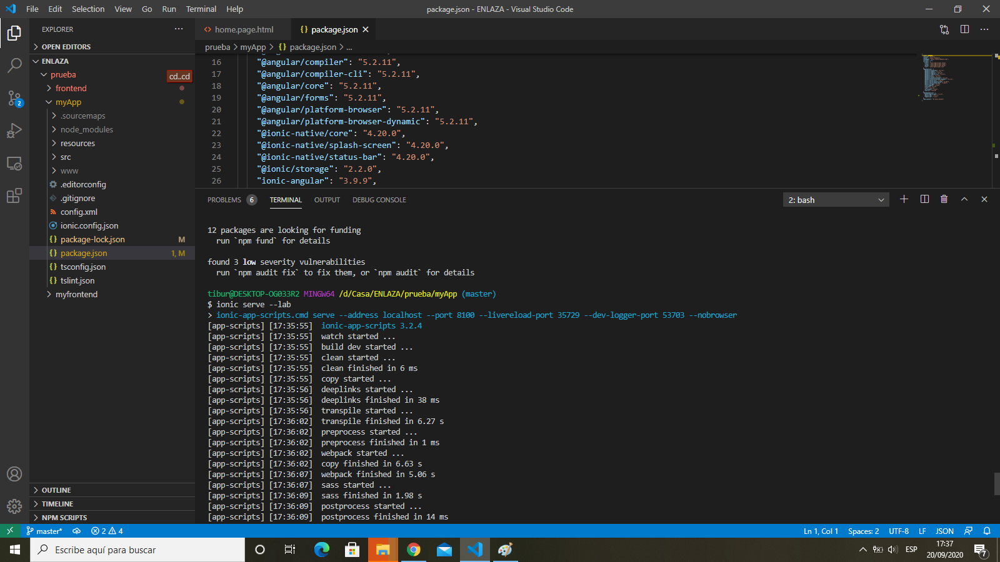 File Edit Selection View Go Run Terminal Help
package.json - ENLAZA - Visual Studio Code
EXPLORER
OPEN EDITORS
ENLAZA
prueba
cd..cd
frontend
myApp
.sourcemaps
node_modules
resources
src
www
.editorconfig
.gitignore
config.xml
ionic.config.json
package-lock.json M
package.json 1, M
tsconfig.json
tslint.json
myfrontend
OUTLINE
TIMELINE
NPM SCRIPTS
2
home.page.html
{} package.json
prueba > myApp > {} package.json > ...
16 "@angular/compiler": "5.2.11",
17 "@angular/compiler-cli": "5.2.11",
18 "@angular/core": "5.2.11",
19 "@angular/forms": "5.2.11",
20 "@angular/platform-browser": "5.2.11",
21 "@angular/platform-browser-dynamic": "5.2.11",
22 "@ionic-native/core": "4.20.0",
23 "@ionic-native/splash-screen": "4.20.0",
24 "@ionic-native/status-bar": "4.20.0",
25 "@ionic/storage": "2.2.0",
26 "ionic-angular": "3.9.9",
PROBLEMS 6 TERMINAL OUTPUT DEBUG CONSOLE
2: bash
12 packages are looking for funding
run `npm fund` for details
found 3 low severity vulnerabilities
run `npm audit fix` to fix them, or `npm audit` for details
tibur@DESKTOP-OG033R2 MINGW64 /d/Casa/ENLAZA/prueba/myApp (master)
$ ionic serve --lab
> ionic-app-scripts.cmd serve --address localhost --port 8100 --livereload-port 35729 --dev-logger-port 53703 --nobrowser
[app-scripts] [17:35:55] ionic-app-scripts 3.2.4
[app-scripts] [17:35:55] watch started ...
[app-scripts] [17:35:55] build dev started ...
[app-scripts] [17:35:55] clean started ...
[app-scripts] [17:35:55] clean finished in 6 ms
[app-scripts] [17:35:55] copy started ...
[app-scripts] [17:35:56] deeplinks started ...
[app-scripts] [17:35:56] deeplinks finished in 38 ms
[app-scripts] [17:35:56] transpile started ...
[app-scripts] [17:36:02] transpile finished in 6.27 s
[app-scripts] [17:36:02] preprocess started ...
[app-scripts] [17:36:02] preprocess finished in 1 ms
[app-scripts] [17:36:02] webpack started ...
[app-scripts] [17:36:02] copy finished in 6.63 s
[app-scripts] [17:36:07] webpack finished in 5.06 s
[app-scripts] [17:36:07] sass started ...
[app-scripts] [17:36:09] sass finished in 1.98 s
[app-scripts] [17:36:09] postprocess started ...
[app-scripts] [17:36:09] postprocess finished in 14 ms
master* 2 4
Ln 1, Col 1 Spaces: 2 UTF-8 LF JSON
Escribe aquí para buscar
ESP
17:37
20/09/2020
7